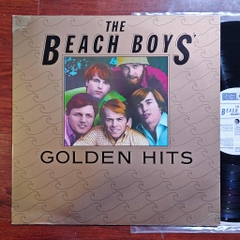 THE
BEACH BOYS'
GOLDEN HITS